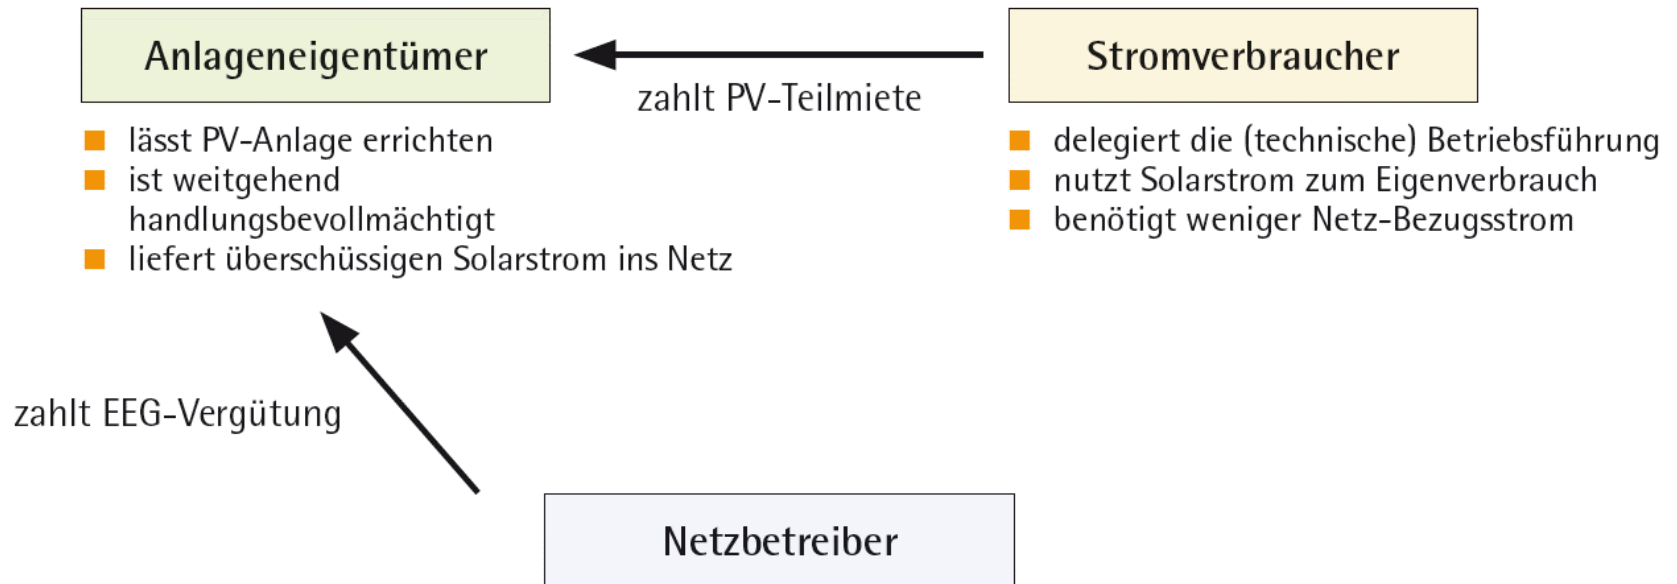 Anlageneigentümer
zahlt PV-Teilmiete
Stromverbraucher
lässt PV-Anlage errichten
ist weitgehend
handlungsbevollmächtigt
liefert überschüssigen Solarstrom ins Netz
delegiert die (technische) Betriebsführung
nutzt Solarstrom zum Eigenverbrauch
benötigt weniger Netz-Bezugsstrom
zahlt EEG-Vergütung
Netzbetreiber